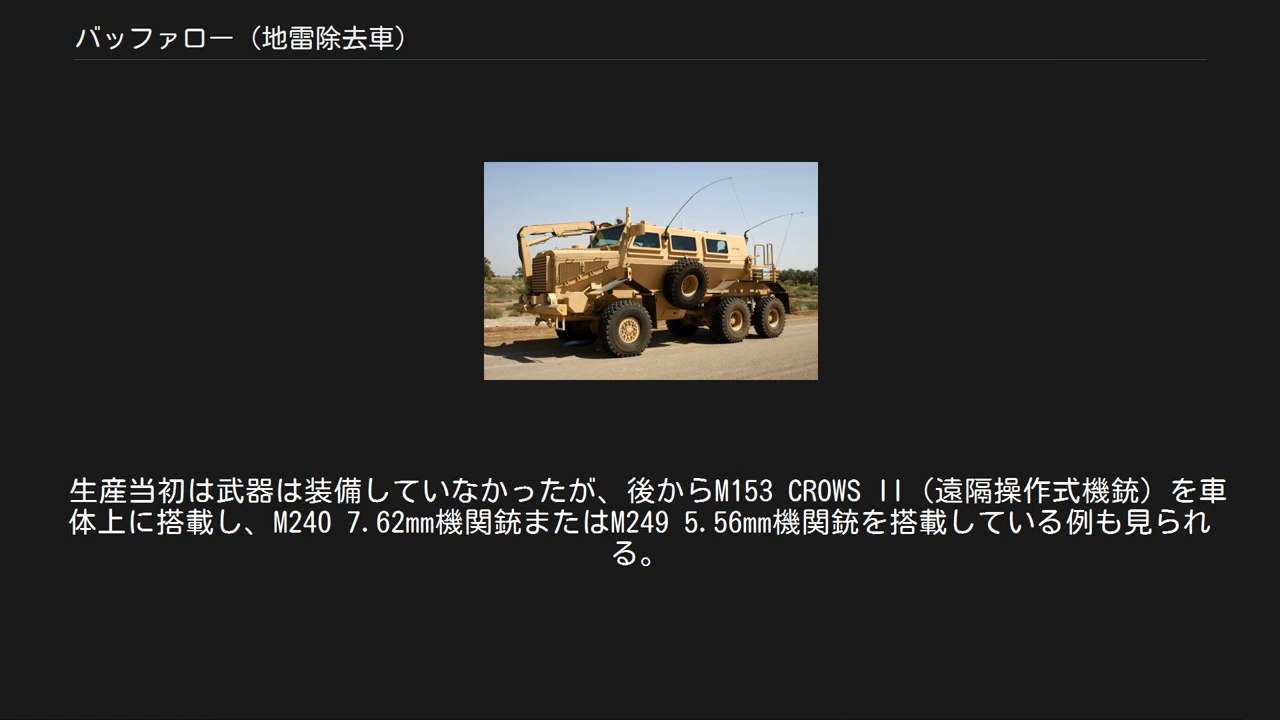 バッファロー（地雷除去車）
生産当初は武器は装備していなかったが、後からM153 CROWS II（遠隔操作式機銃）を車
体上に搭載し、M240 7.62mm機関銃またはM249 5.56mm機関銃を搭載している例も見られ
る。